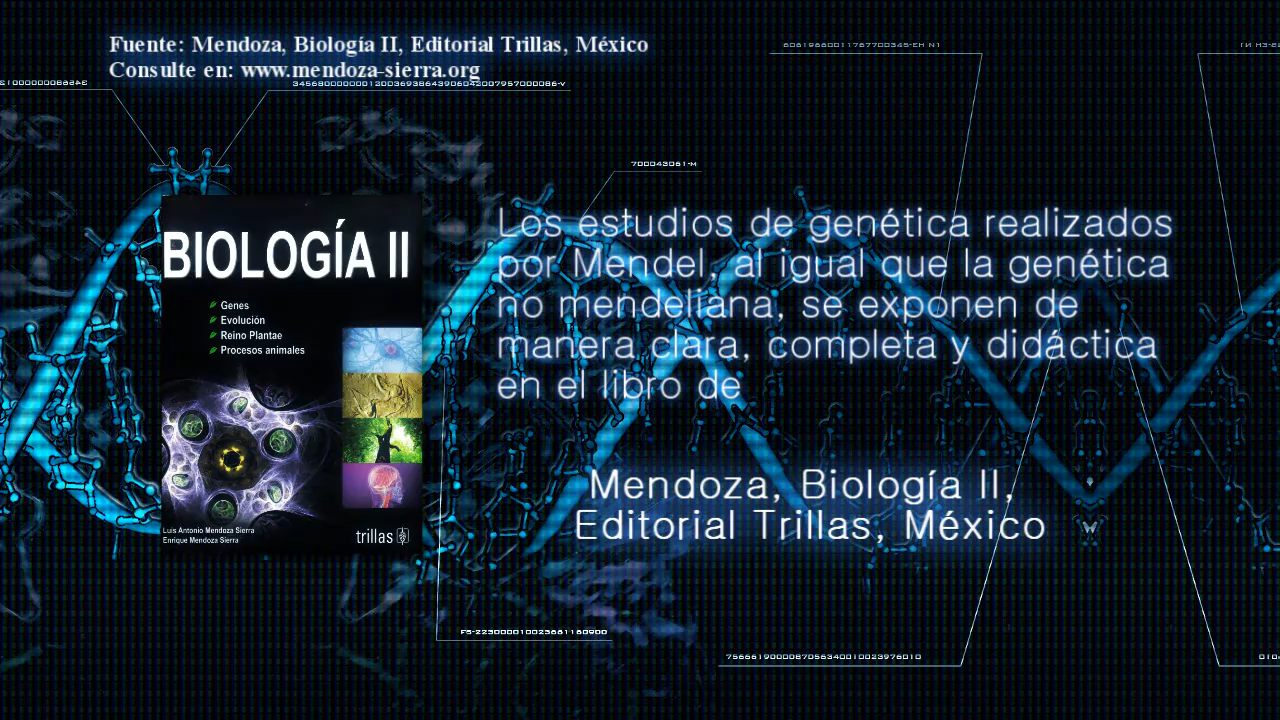 Fuente: Mendoza, Biología II, Editorial Trillas, México
Consulte en: www.mendoza-sierra.org
700043061-M
BIOLOGÍA II
Genes
Evolución
Reino Plantae
Procesos animales
Luis Antonio Mendoza Sierra
Enrique Mendoza Sierra
trillas
Los estudios de genética realizados
por Mendel, al igual que la genética
no mendeliana, se exponen de
manera clara, completa y didáctica
en el libro de
Mendoza, Biología II,
Editorial Trillas, México